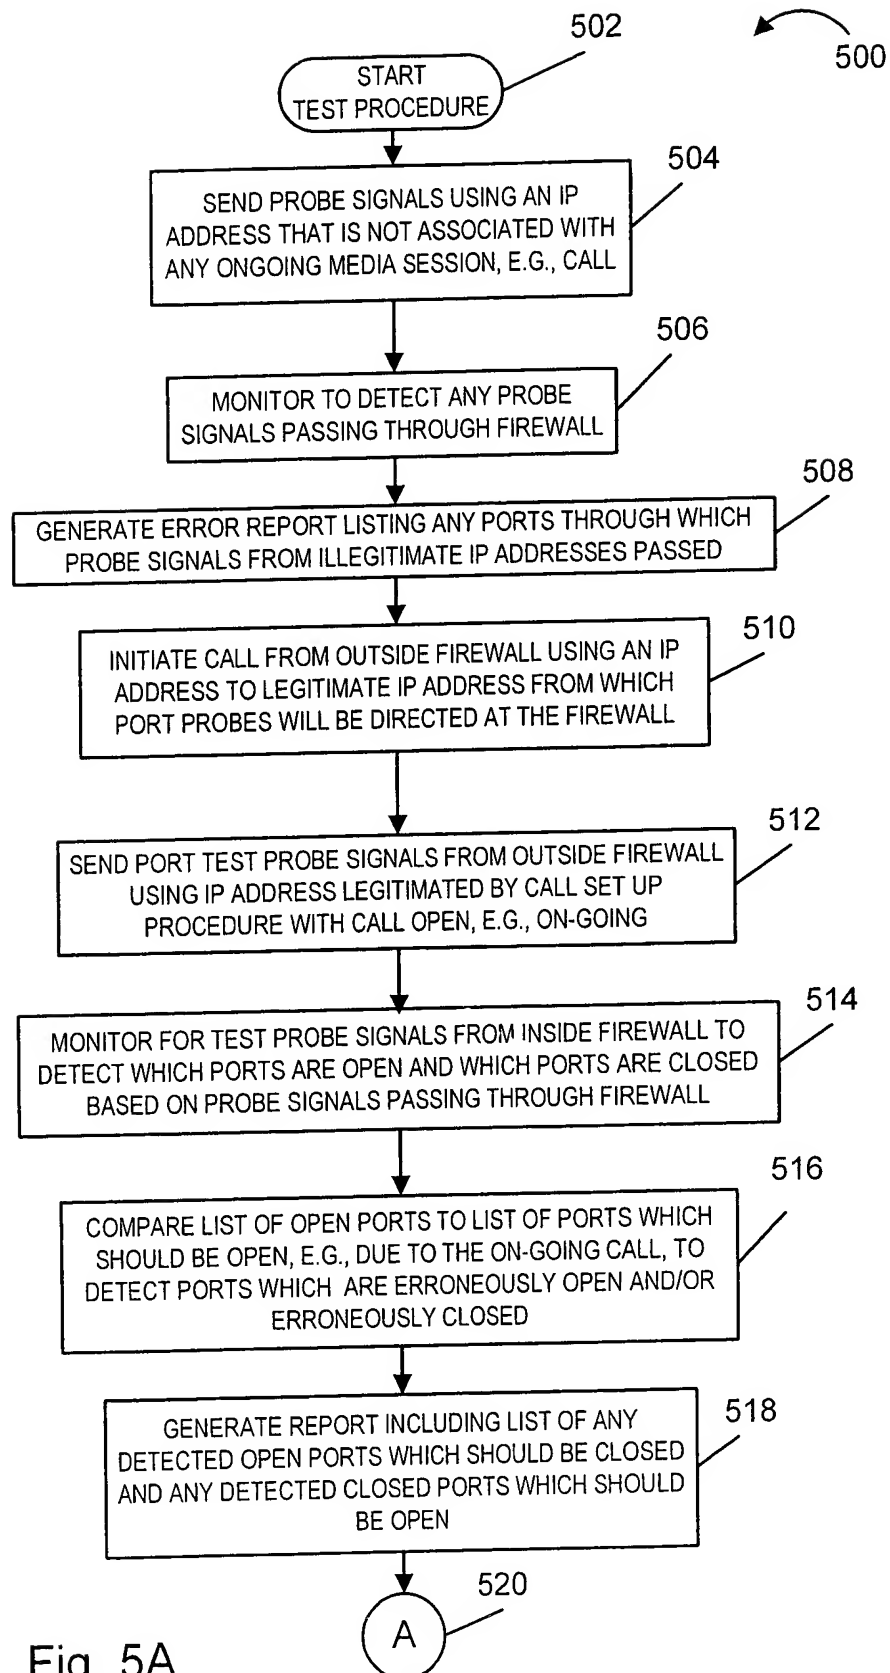 502
500
START
TEST PROCEDURE
504
SEND PROBE SIGNALS USING AN IP
ADDRESS THAT IS NOT ASSOCIATED WITH
ANY ONGOING MEDIA SESSION, E.G., CALL
506
MONITOR TO DETECT ANY PROBE
SIGNALS PASSING THROUGH FIREWALL
508
GENERATE ERROR REPORT LISTING ANY PORTS THROUGH WHICH
PROBE SIGNALS FROM ILLEGITIMATE IP ADDRESSES PASSED
510
INITIATE CALL FROM OUTSIDE FIREWALL USING AN IP
ADDRESS TO LEGITIMATE IP ADDRESS FROM WHICH
PORT PROBES WILL BE DIRECTED AT THE FIREWALL
512
SEND PORT TEST PROBE SIGNALS FROM OUTSIDE FIREWALL
USING IP ADDRESS LEGITIMATED BY CALL SET UP
PROCEDURE WITH CALL OPEN, E.G., ON-GOING
514
MONITOR FOR TEST PROBE SIGNALS FROM INSIDE FIREWALL TO
DETECT WHICH PORTS ARE OPEN AND WHICH PORTS ARE CLOSED
BASED ON PROBE SIGNALS PASSING THROUGH FIREWALL
516
COMPARE LIST OF OPEN PORTS TO LIST OF PORTS WHICH
SHOULD BE OPEN, E.G., DUE TO THE ON-GOING CALL, TO
DETECT PORTS WHICH ARE ERRONEOUSLY OPEN AND/OR
ERRONEOUSLY CLOSED
518
GENERATE REPORT INCLUDING LIST OF ANY
DETECTED OPEN PORTS WHICH SHOULD BE CLOSED
AND ANY DETECTED CLOSED PORTS WHICH SHOULD
BE OPEN
520
A
Fig. 5A